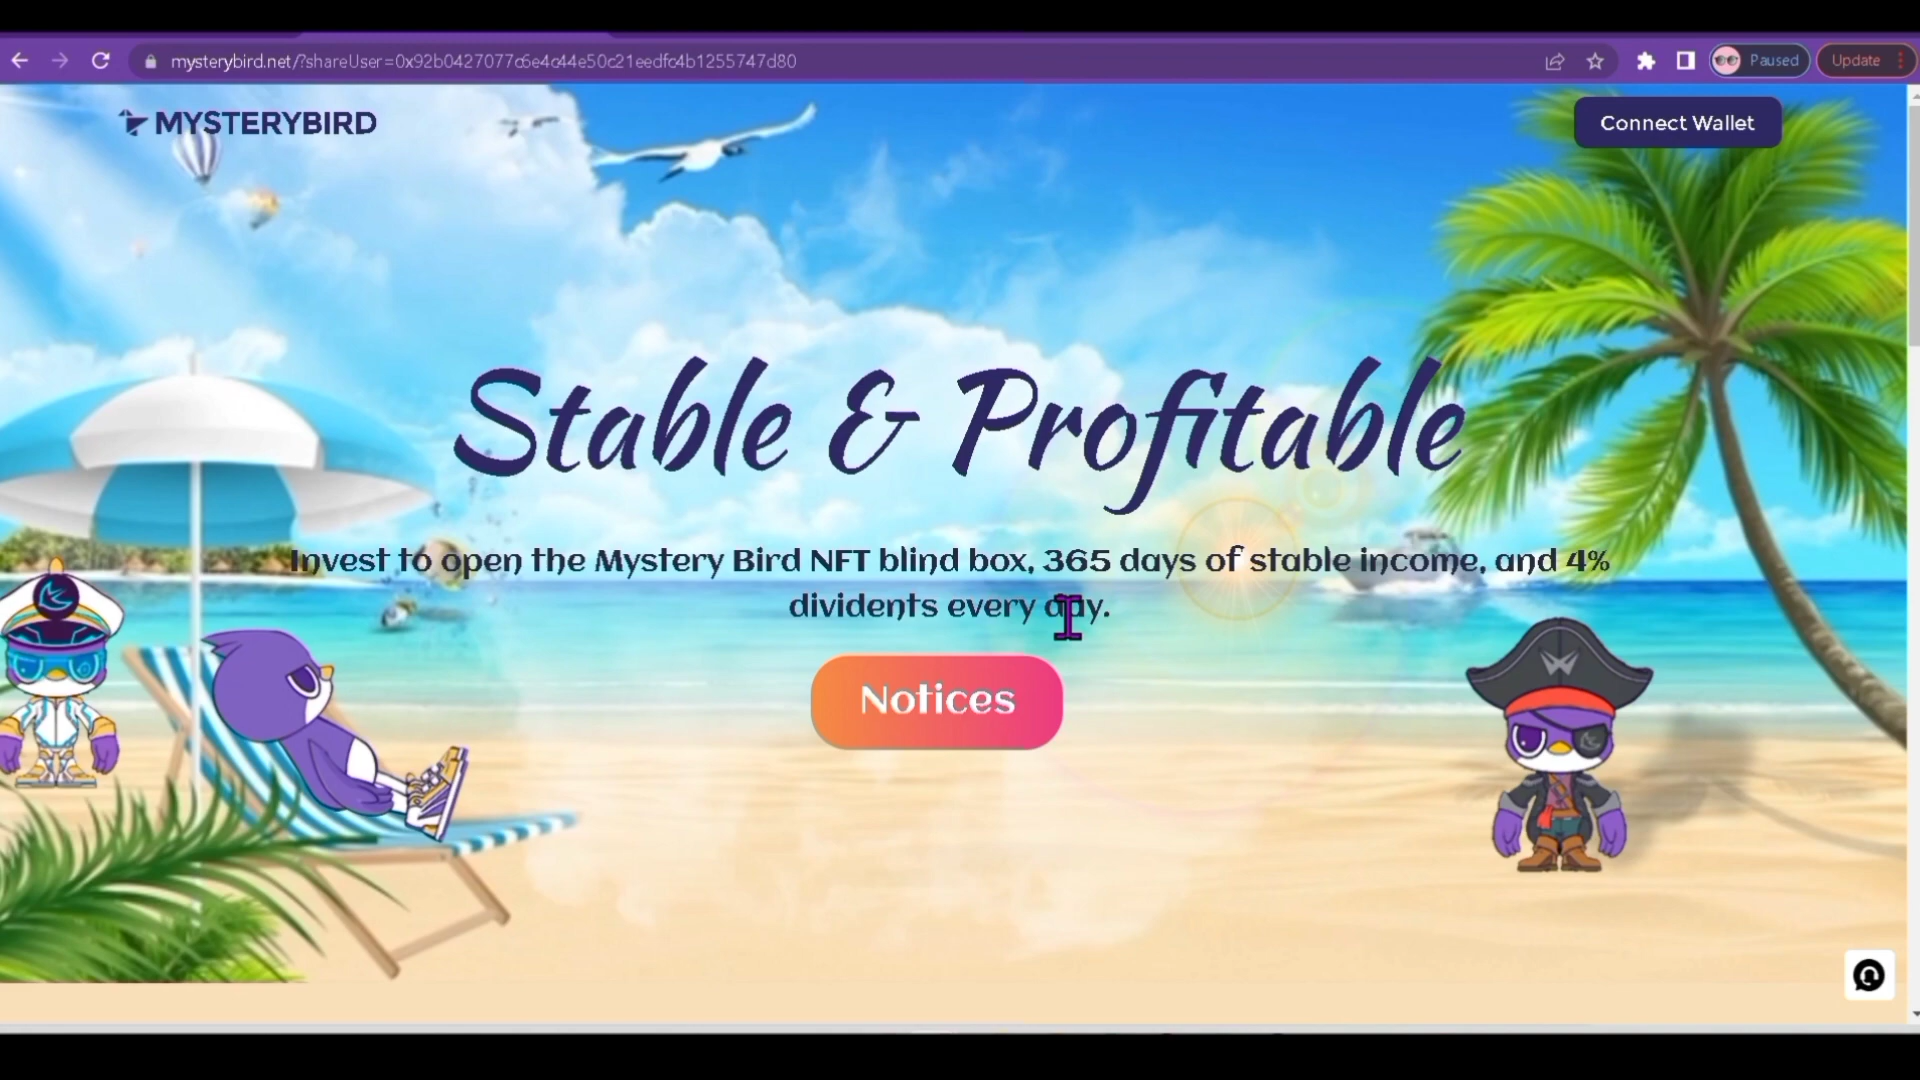 mysterybird.net/?shareUser=0x92b0427077c6e4c44e50c21eedfc4b1255747d80
Paused
Update
MYSTERYBIRD
Connect Wallet
Stable & Profitable
Invest to open the Mystery Bird NFT blind box, 365 days of stable income, and 4%
dividents every day.
Notices